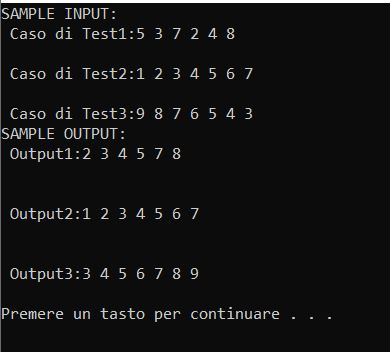 SAMPLE INPUT:
Caso di Test1:5 3 7 2 4 8
Caso di Test2:1 2 3 4 5 6 7
Caso di Test3:9 8 7 6 5 4 3
SAMPLE OUTPUT:
Output1:2 3 4 5 7 8
Output2:1 2 3 4 5 6 7
Output3:3 4 5 6 7 8 9
Premere un tasto per continuare . . .